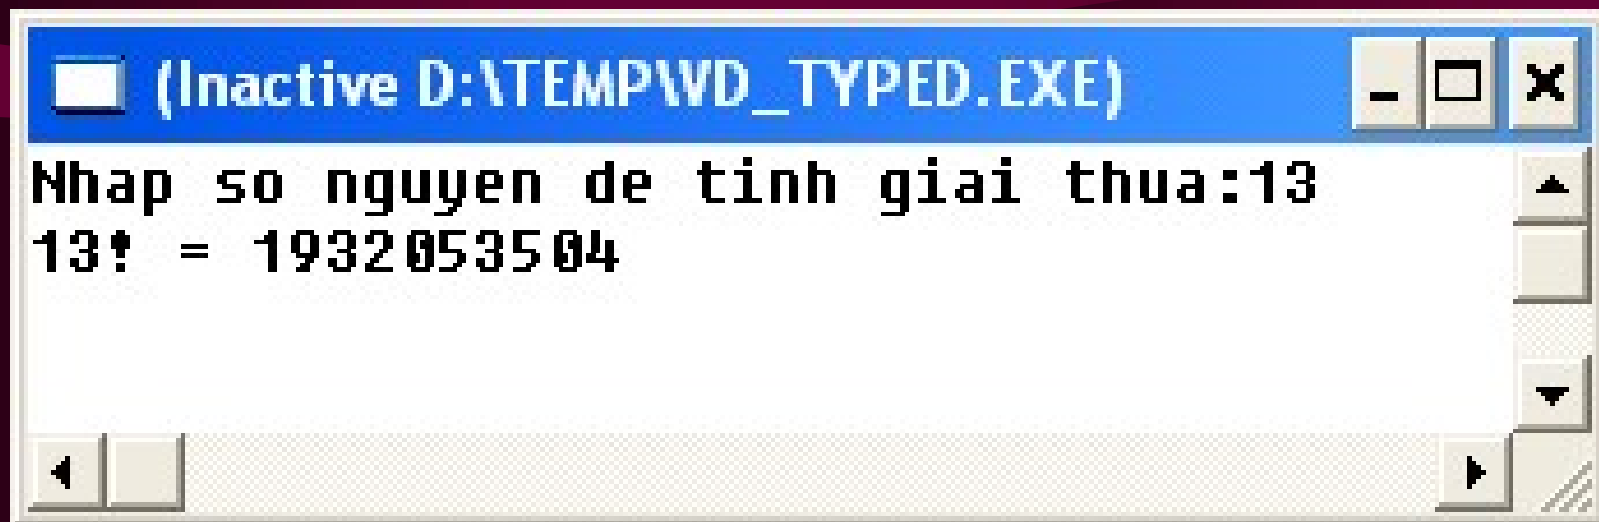 (Inactive D:\TEMP\VD_TYPED.EXE)
Nhap so nguyen de tinh giai thua:13
13! = 1932053504